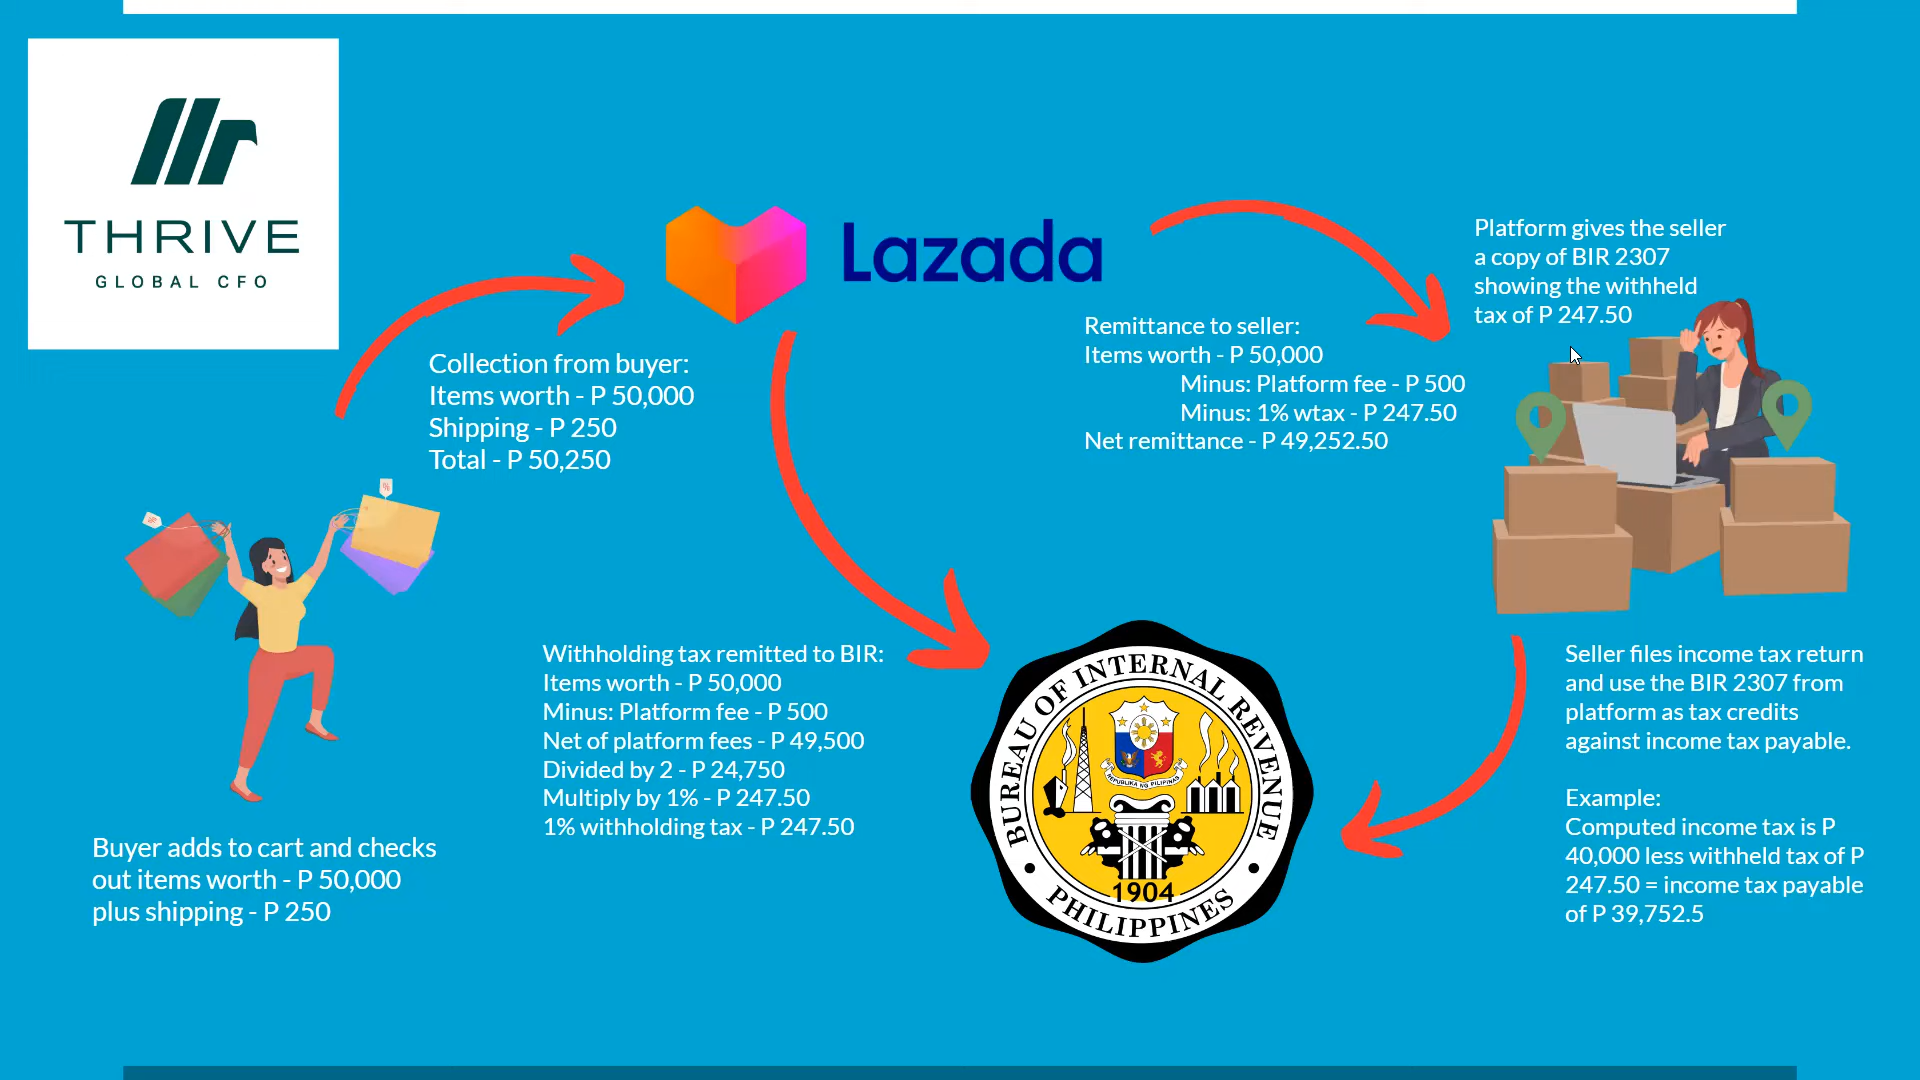 THRIVE
GLOBAL CFO
Lazada
Collection from buyer:
Items worth - P 50,000
Shipping - P 250
Total - P 50,250
Remittance to seller:
Items worth - P 50,000
Minus: Platform fee - P 500
Minus: 1% wtax - P 247.50
Net remittance - P 49,252.50
Platform gives the seller
a copy of BIR 2307
showing the withheld
tax of P 247.50
Buyer adds to cart and checks
out items worth - P 50,000
plus shipping - P 250
Withholding tax remitted to BIR:
Items worth - P 50,000
Minus: Platform fee - P 500
Net of platform fees - P 49,500
Divided by 2 - P 24,750
Multiply by 1% - P 247.50
1% withholding tax - P 247.50
BUREAU OF INTERNAL REVENUE
REPUBLIKA NG PILIPINAS
1904
PHILIPPINES
Seller files income tax return
and use the BIR 2307 from
platform as tax credits
against income tax payable.
Example:
Computed income tax is P
40,000 less withheld tax of P
247.50 = income tax payable
of P 39,752.5